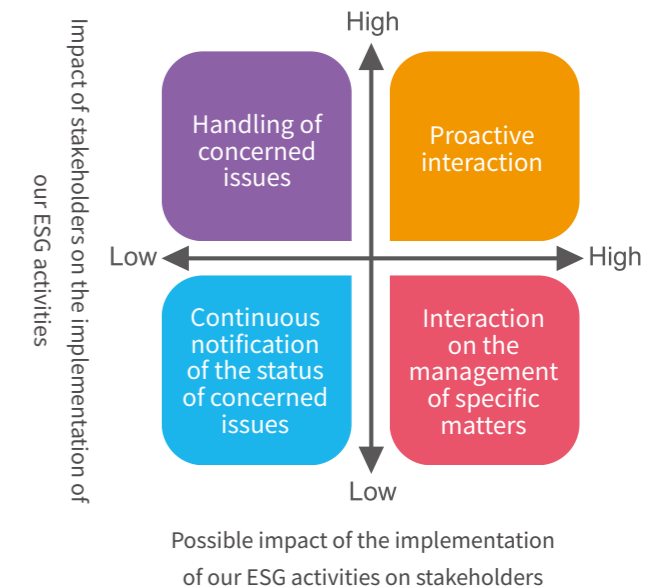 High
Impact of stakeholders on the implementation of
our ESG activities
Handling of
concerned
issues
Proactive
interaction
Low
High
Continuous
notification
of the status
of concerned
issues
Interaction
on the
management
of specific
matters
Low
Possible impact of the implementation
of our ESG activities on stakeholders